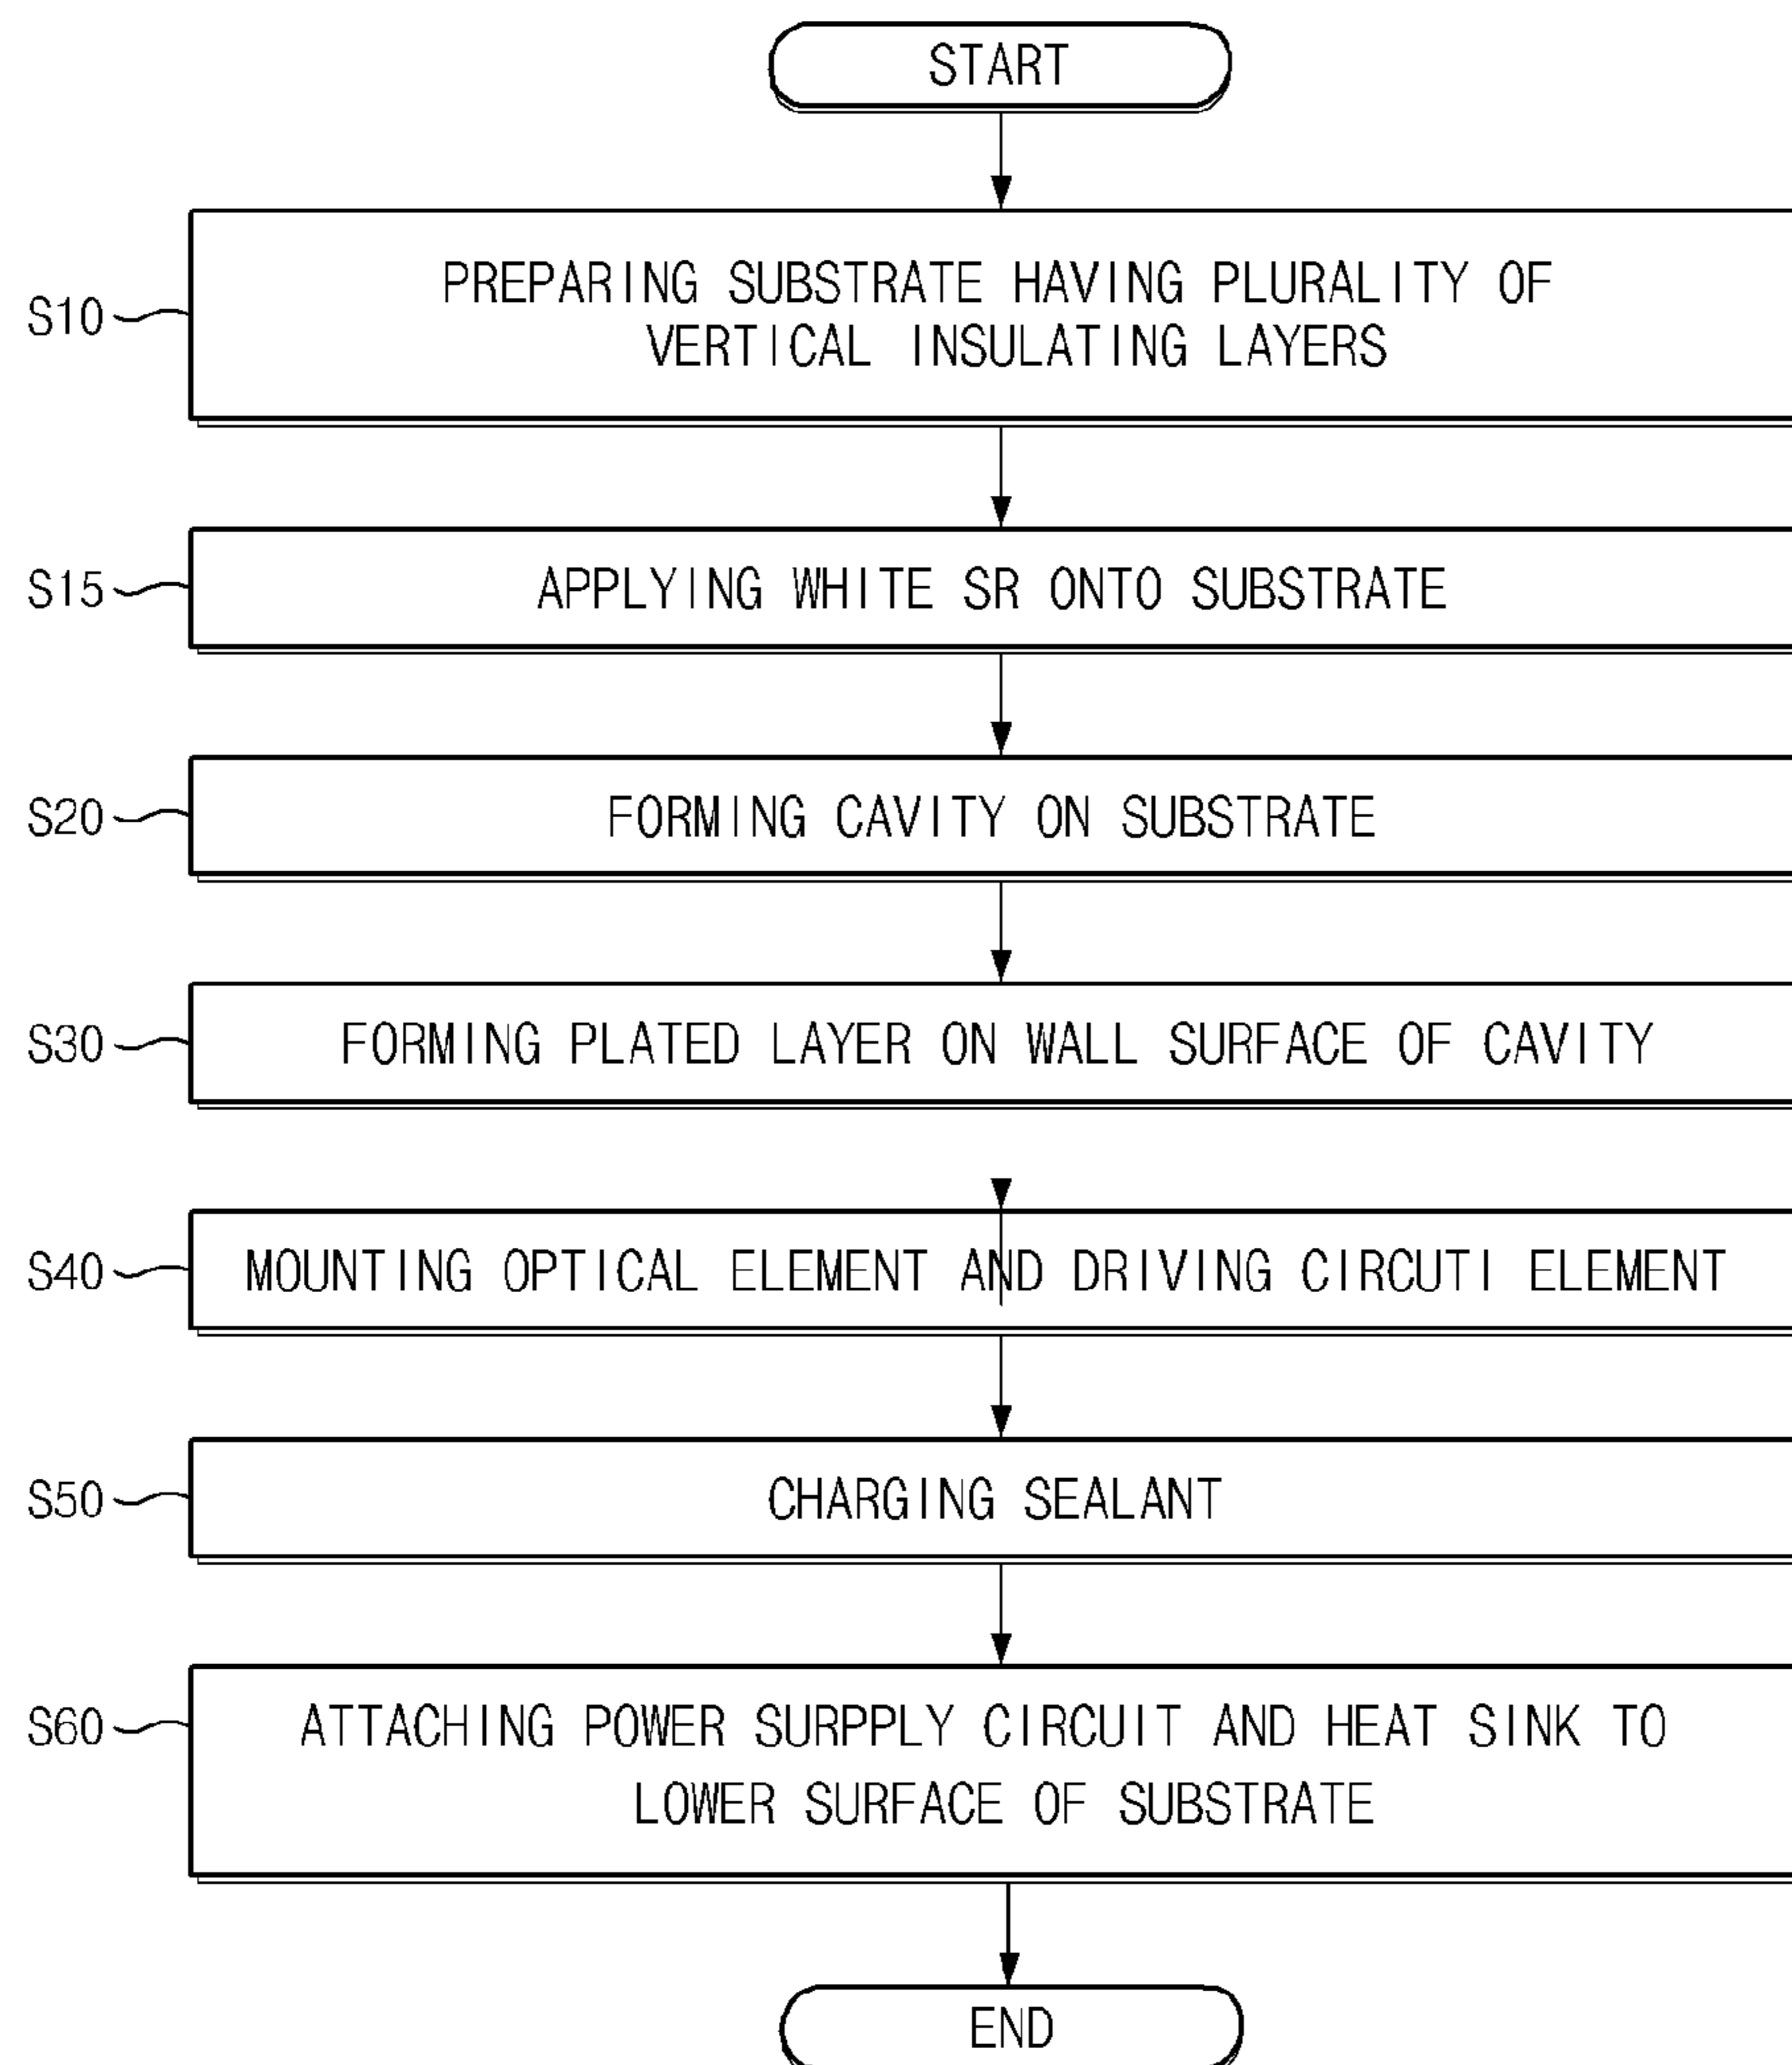 START
S10
PREPARING SUBSTRATE HAVING PLURALITY OF
VERTICAL INSULATING LAYERS
S15
APPLYING WHITE SR ONTO SUBSTRATE
S20
FORMING CAVITY ON SUBSTRATE
S30
FORMING PLATED LAYER ON WALL SURFACE OF CAVITY
S40
MOUNTING OPTICAL ELEMENT AND DRIVING CIRCUTI ELEMENT
S50
CHARGING SEALANT
S60
ATTACHING POWER SURPPLY CIRCUIT AND HEAT SINK TO
LOWER SURFACE OF SUBSTRATE
END